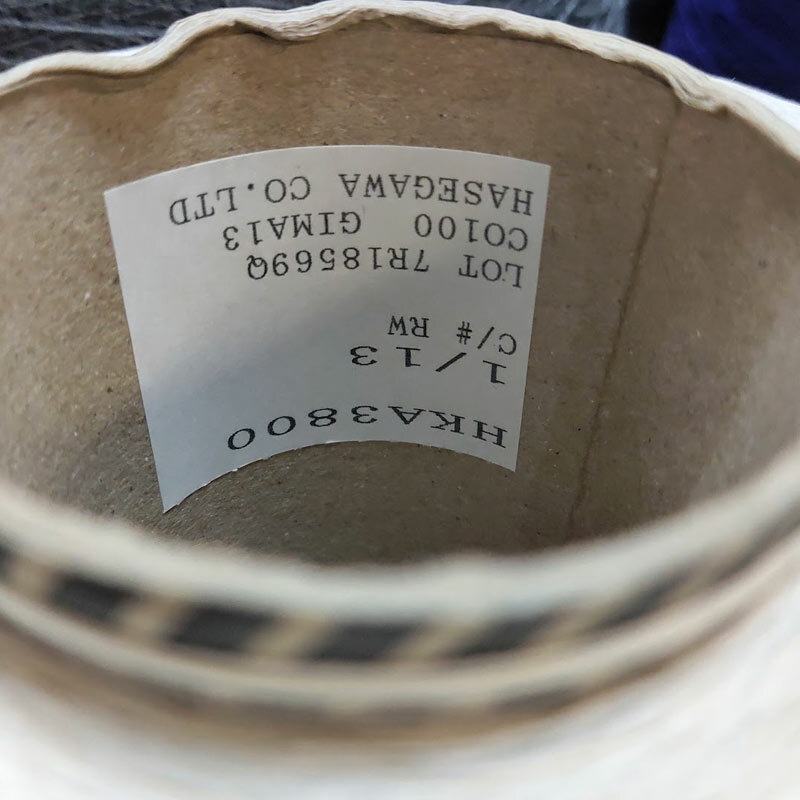 HKA3800
1/13
C/# RW
LOT 7R18569Q
CO100 GIMA13
HASEGAWA CO.LTD